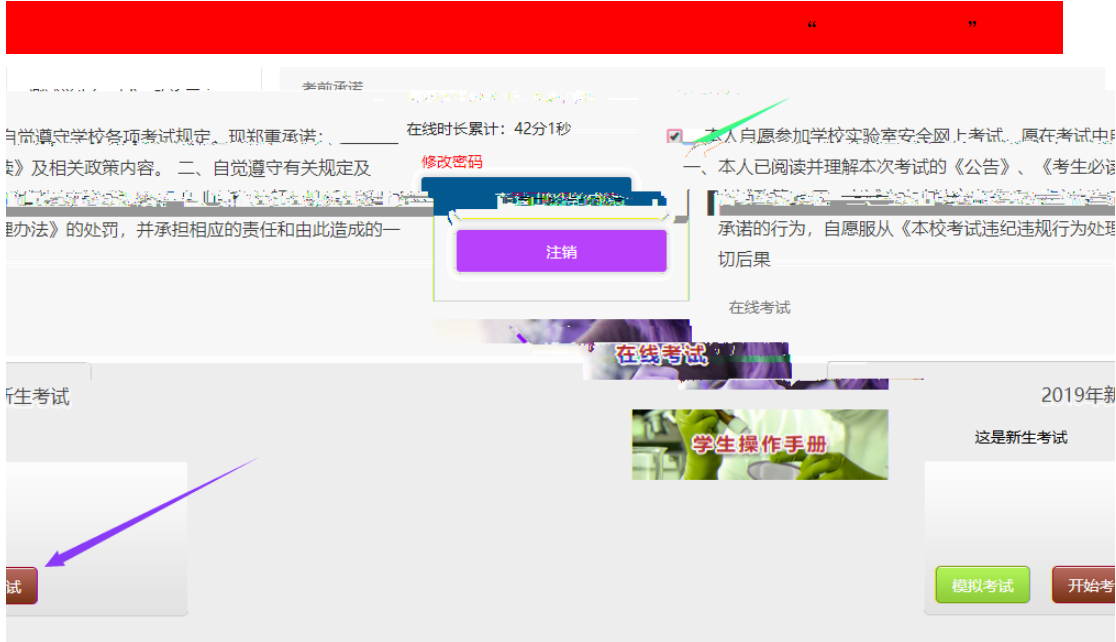 “ ”
考前承诺
在线时长累计：42分1秒
自觉遵守学校各项考试规定。现郑重承诺：
本人自愿参加学校实验室安全网上考试。愿在考试中
修改密码
》及相关政策内容。 二、自觉遵守有关规定及
、本人已阅读并理解本次考试的《公告》、《考生必
办法》的处罚，并承担相应的责任和由此造成的一
承诺的行为，自愿服从《本校考试违纪违规行为处理
注销
切后果
在线考试
在线考试
新生考试
2019年新
学生操作手册
这是新生考试
试
模拟考试
开始考